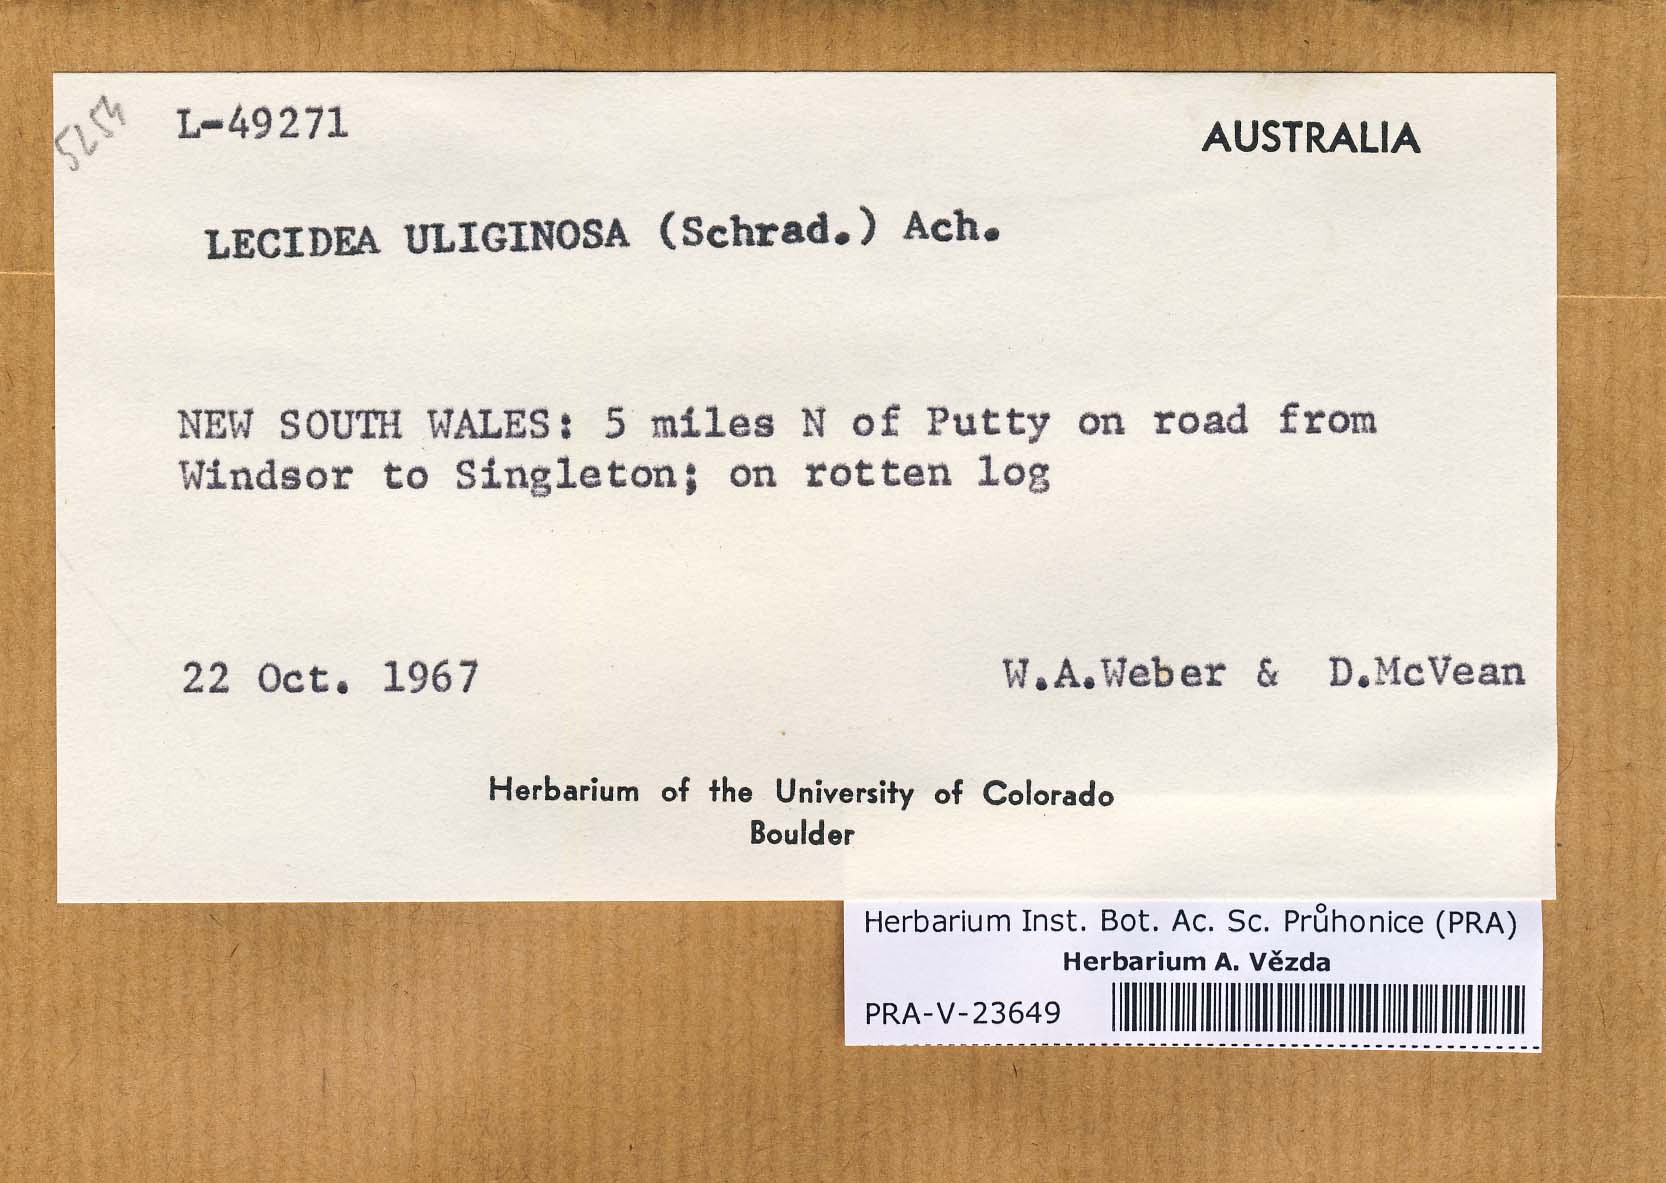 5254
L-49271
AUSTRALIA
LECIDEA ULIGINOSA (Schrad.) Ach.
NEW SOUTH WALES: 5 miles N of Putty on road from
Windsor to Singleton; on rotten log
22 Oct. 1967
W.A.Weber & D.McVean
Herbarium of the University of Colorado
Boulder
Herbarium Inst. Bot. Ac. Sc. Průhonice (PRA)
Herbarium A. Vězda
PRA-V-23649